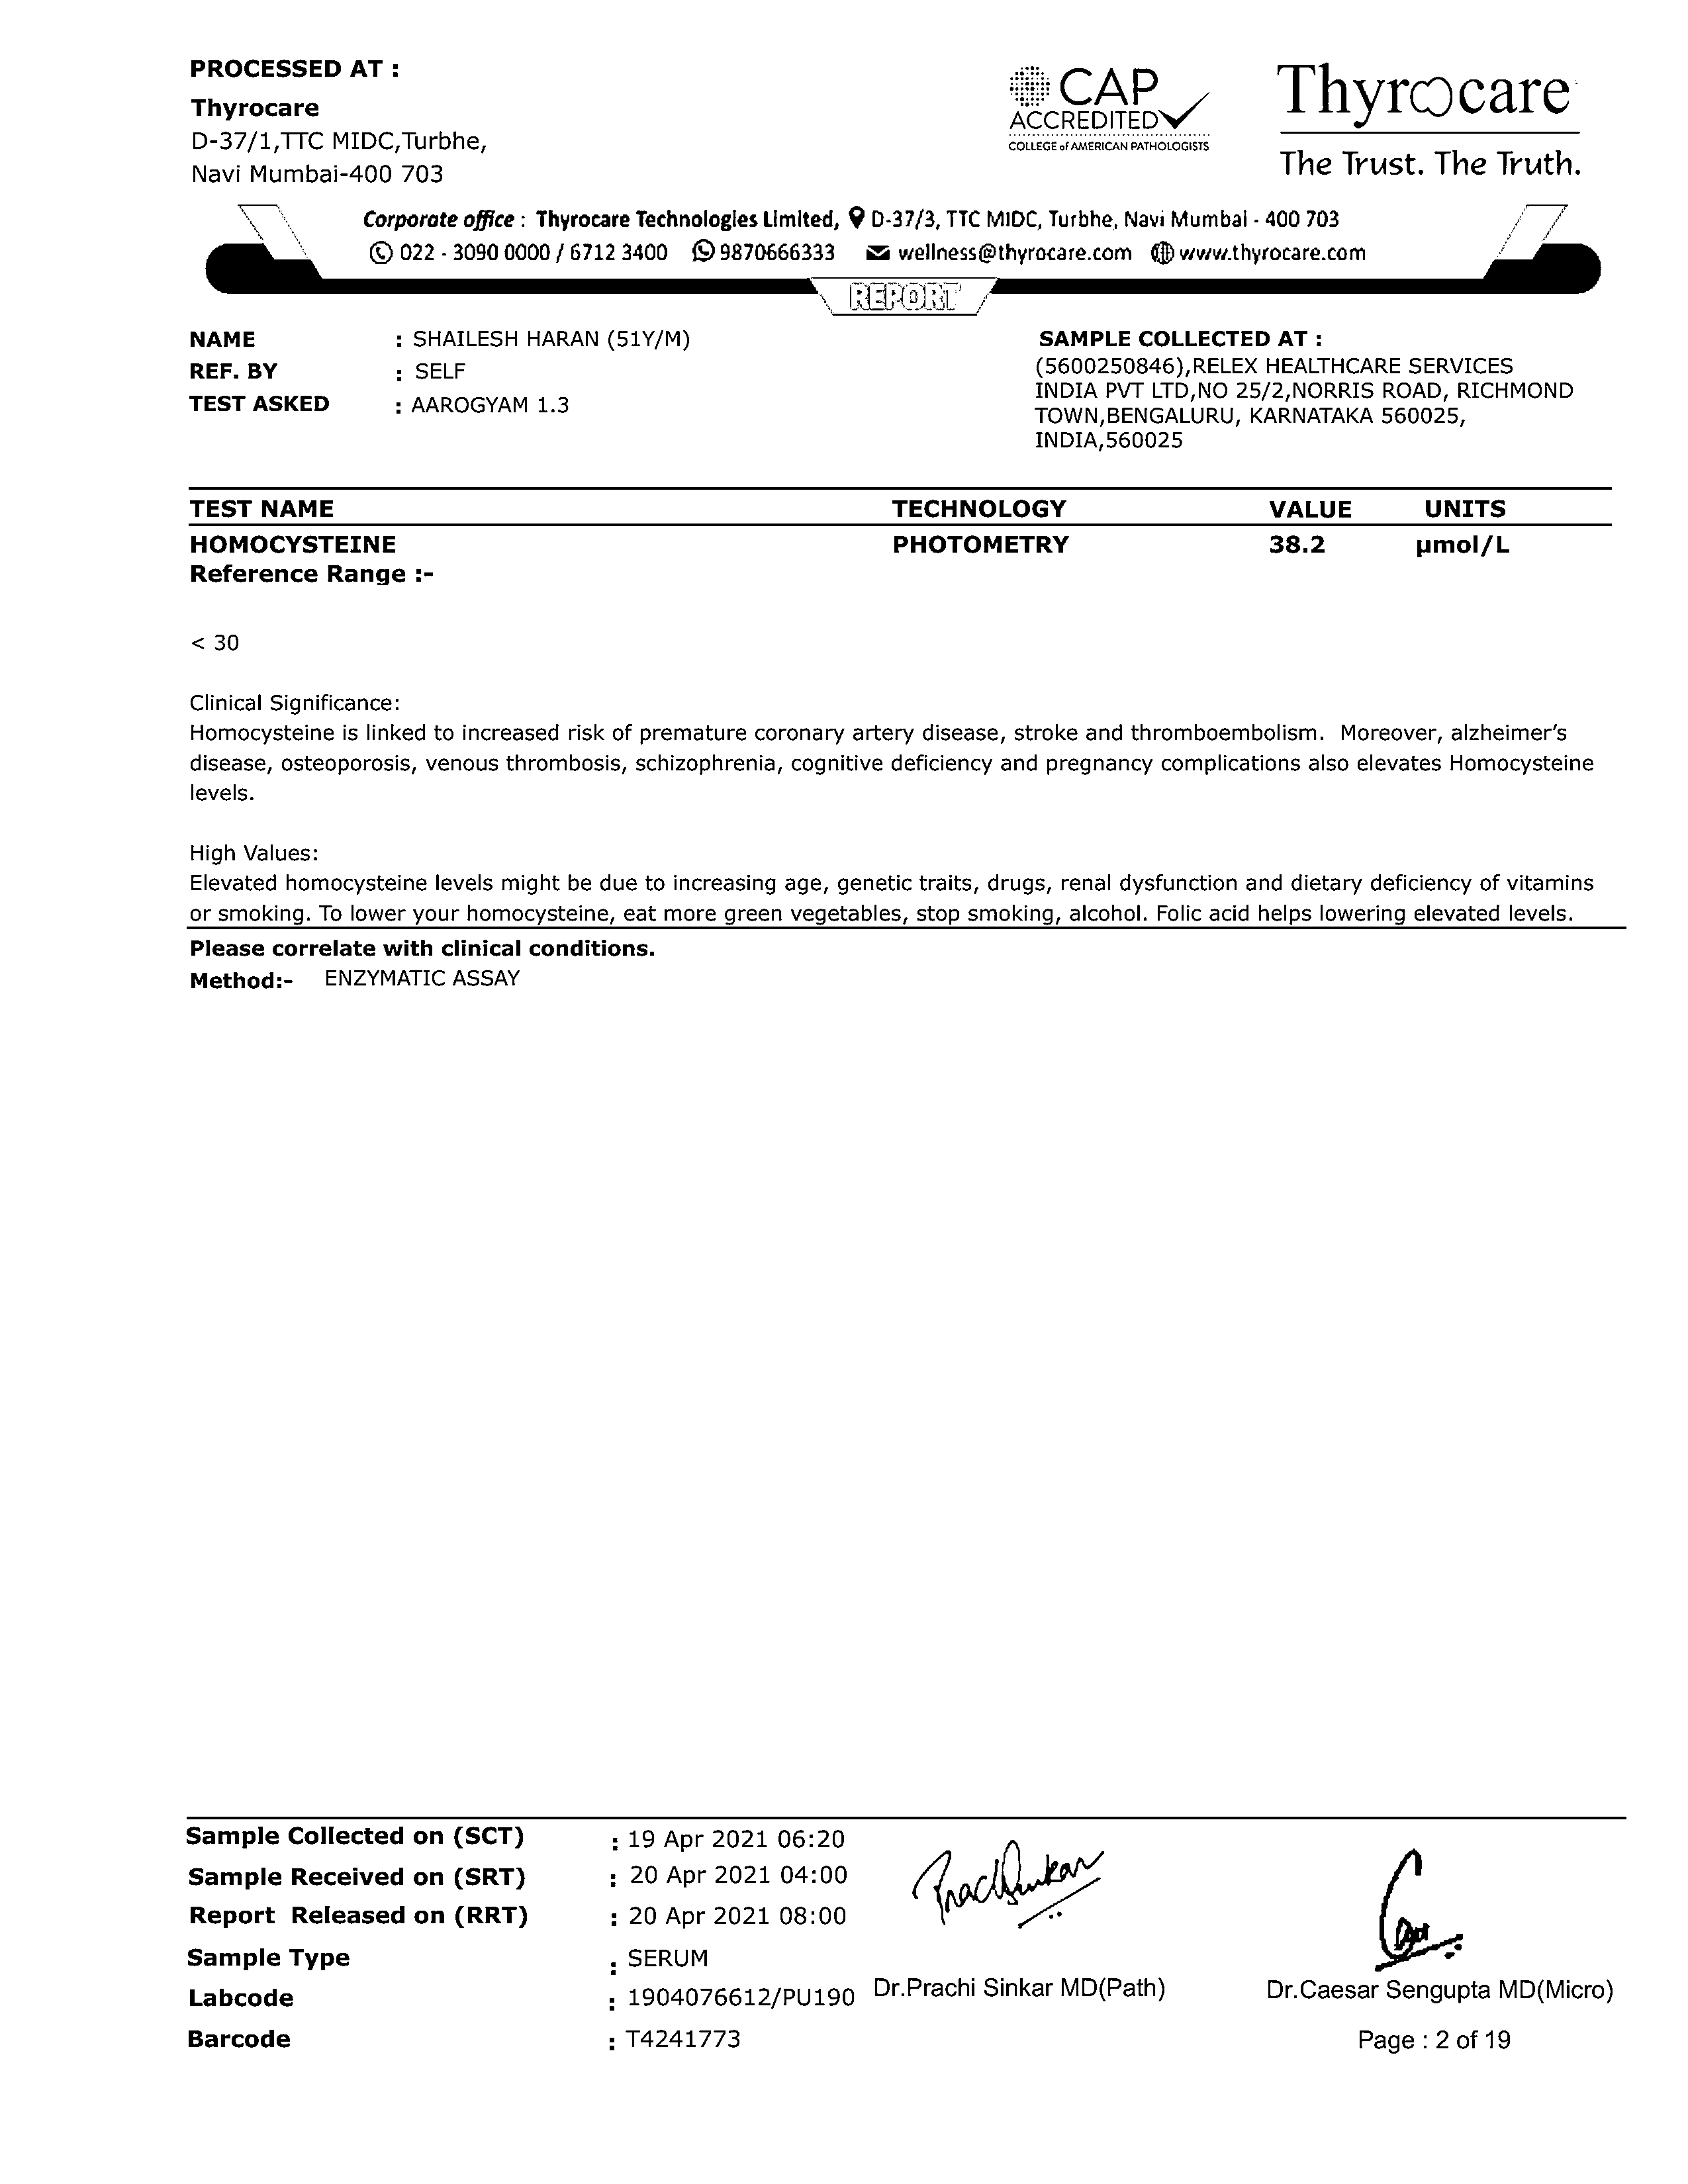 PROCESSED AT :
Thyrocare
D-37/1,TTC MIDC,Turbhe,
Navi Mumbai-400 703
CAP
ACCREDITED
COLLEGE of AMERICAN PATHOLOGISTS
Thyrocare
The Trust. The Truth.
Corporate office : Thyrocare Technologies Limited, D-37/3, TTC MIDC, Turbhe, Navi Mumbai - 400 703
022 - 3090 0000 / 6712 3400 9870666333 wellness@thyrocare.com www.thyrocare.com
REPORT
NAME : SHAILESH HARAN (51Y/M)
REF. BY : SELF
TEST ASKED : AAROGYAM 1.3
SAMPLE COLLECTED AT :
(5600250846),RELEX HEALTHCARE SERVICES
INDIA PVT LTD,NO 25/2,NORRIS ROAD, RICHMOND
TOWN,BENGALURU, KARNATAKA 560025,
INDIA,560025
TEST NAME TECHNOLOGY VALUE UNITS
HOMOCYSTEINE PHOTOMETRY 38.2 µmol/L
Reference Range :-
< 30
Clinical Significance:
Homocysteine is linked to increased risk of premature coronary artery disease, stroke and thromboembolism. Moreover, alzheimer's
disease, osteoporosis, venous thrombosis, schizophrenia, cognitive deficiency and pregnancy complications also elevates Homocysteine
levels.
High Values:
Elevated homocysteine levels might be due to increasing age, genetic traits, drugs, renal dysfunction and dietary deficiency of vitamins
or smoking. To lower your homocysteine, eat more green vegetables, stop smoking, alcohol. Folic acid helps lowering elevated levels.
Please correlate with clinical conditions.
Method:- ENZYMATIC ASSAY
Sample Collected on (SCT) : 19 Apr 2021 06:20
Sample Received on (SRT) : 20 Apr 2021 04:00
Report Released on (RRT) : 20 Apr 2021 08:00
Sample Type : SERUM
Labcode : 1904076612/PU190
Barcode : T4241773
Dr.Prachi Sinkar MD(Path)
Dr.Caesar Sengupta MD(Micro)
Page : 2 of 19